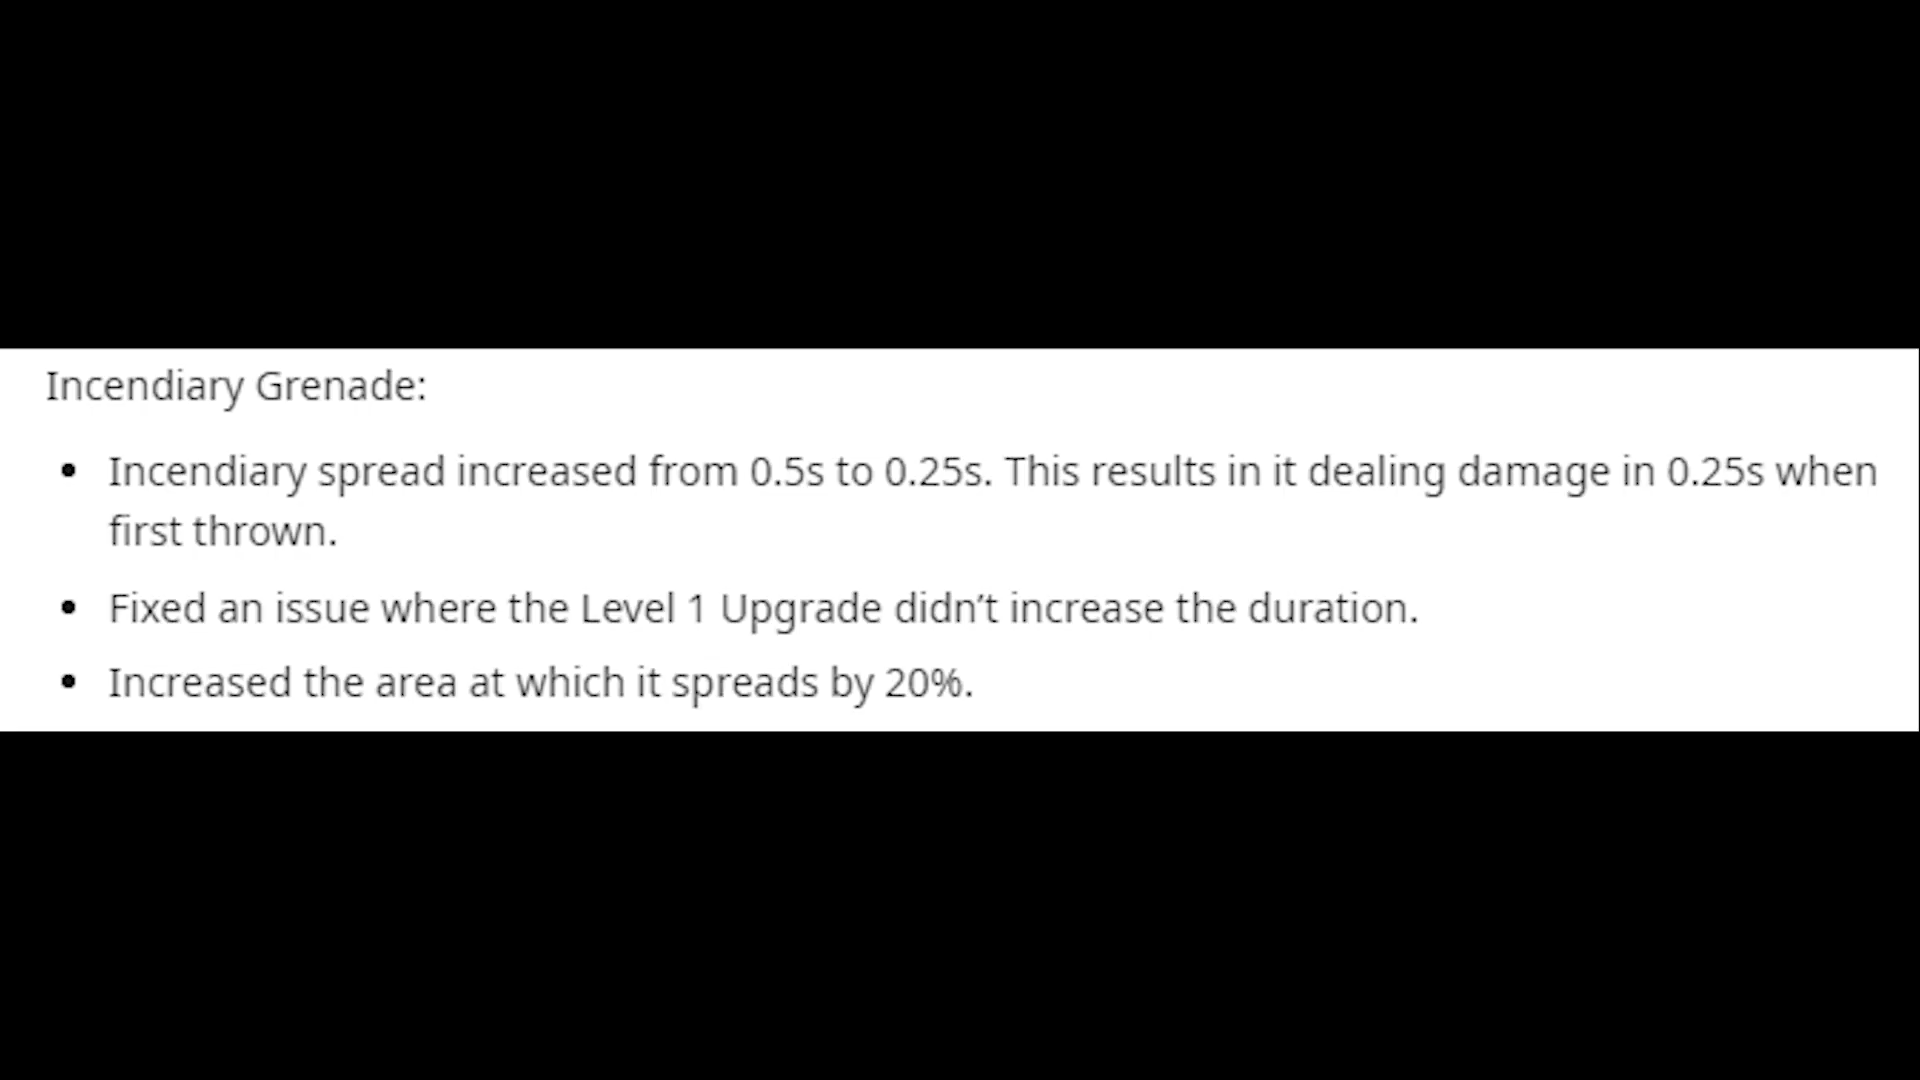 Incendiary Grenade:
• Incendiary spread increased from 0.5s to 0.25s. This results in it dealing damage in 0.25s when
first thrown.
• Fixed an issue where the Level 1 Upgrade didn’t increase the duration.
• Increased the area at which it spreads by 20%.